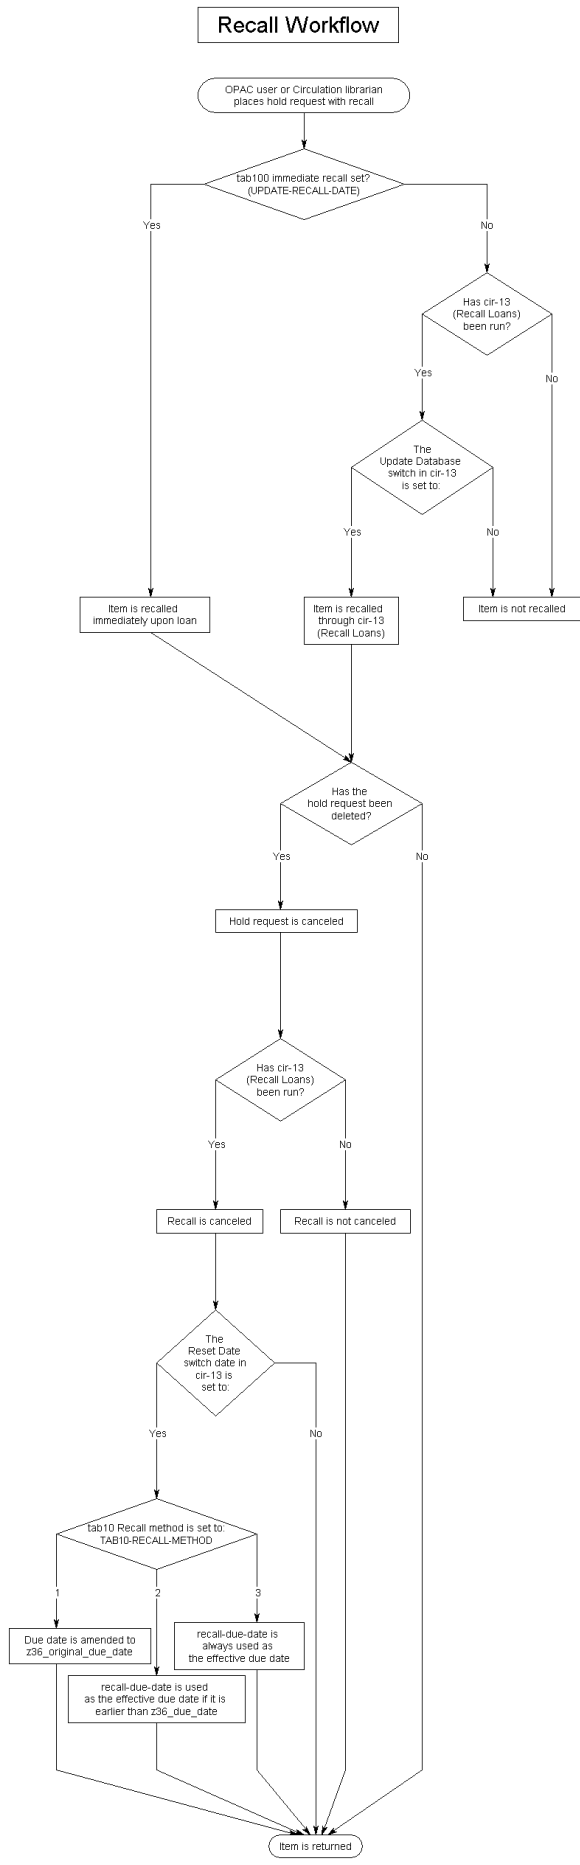 Recall Workflow
OPAC user or Circulation librarian
places hold request with recall
tab100 immediate recall set?
(UPDATE-RECALL-DATE)
Yes
No
Has cir-13
(Recall Loans)
been run?
Yes
No
The
Update Database
switch in cir-13
is set to:
Yes
No
Item is recalled
immediately upon loan
Item is recalled
through cir-13
(Recall Loans)
Item is not recalled
Has the
hold request been
deleted?
Yes
No
Hold request is canceled
Has cir-13
(Recall Loans)
been run?
Yes
No
Recall is canceled
Recall is not canceled
The
Reset Date
switch date in
cir-13 is
set to:
Yes
No
tab10 Recall method is set to:
TAB10-RECALL-METHOD
1
2
3
Due date is amended to
z36_original_due_date
recall-due-date is
always used as
the effective due date
recall-due-date is used
as the effective due date if it is
earlier than z36_due_date
Item is returned